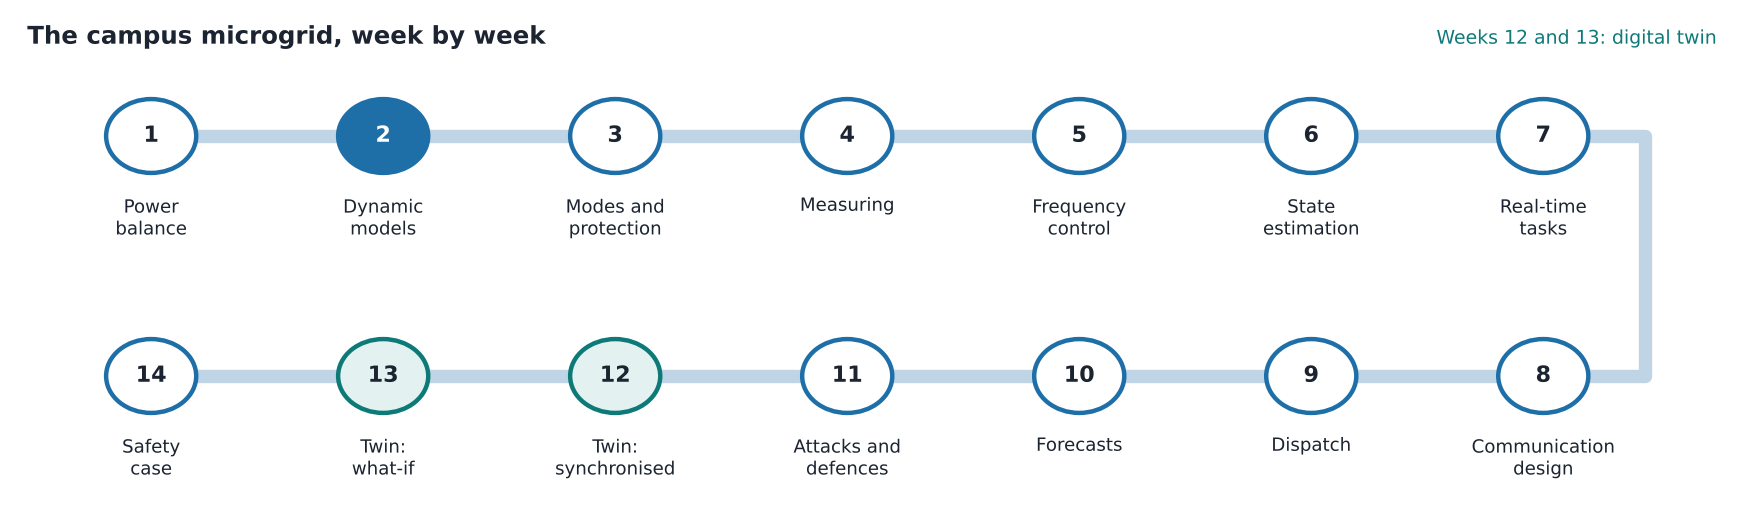 The campus microgrid, week by week
Weeks 12 and 13: digital twin
1
2
3
4
5
6
7
Power
balance
Dynamic
models
Modes and
protection
Measuring
Frequency
control
State
estimation
Real-time
tasks
14
13
12
11
10
9
8
Safety
case
Twin:
what-if
Twin:
synchronised
Attacks and
defences
Forecasts
Dispatch
Communication
design